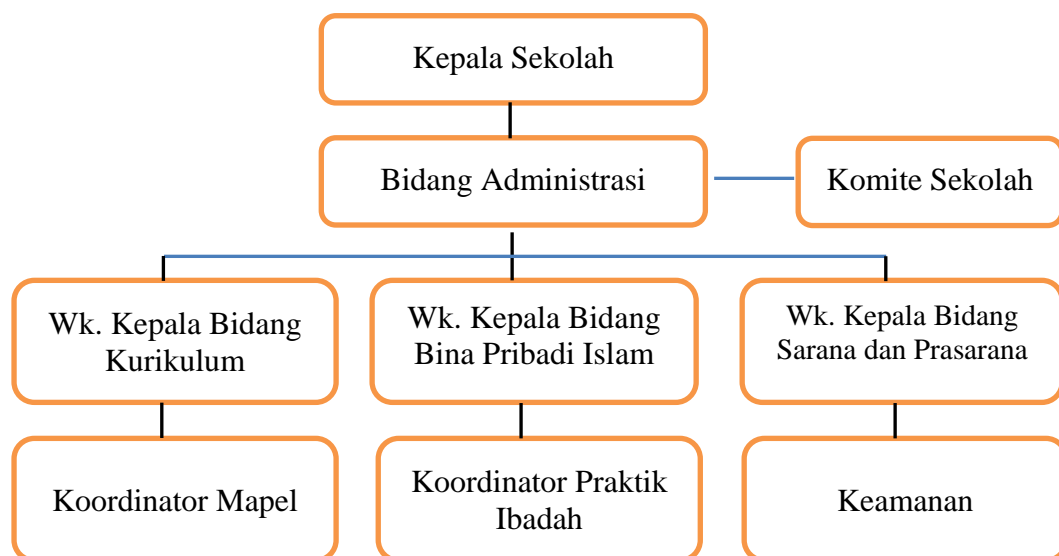 Kepala Sekolah
Bidang Administrasi
Komite Sekolah
Wk. Kepala Bidang
Kurikulum
Wk. Kepala Bidang
Bina Pribadi Islam
Wk. Kepala Bidang
Sarana dan Prasarana
Koordinator Mapel
Koordinator Praktik
Ibadah
Keamanan